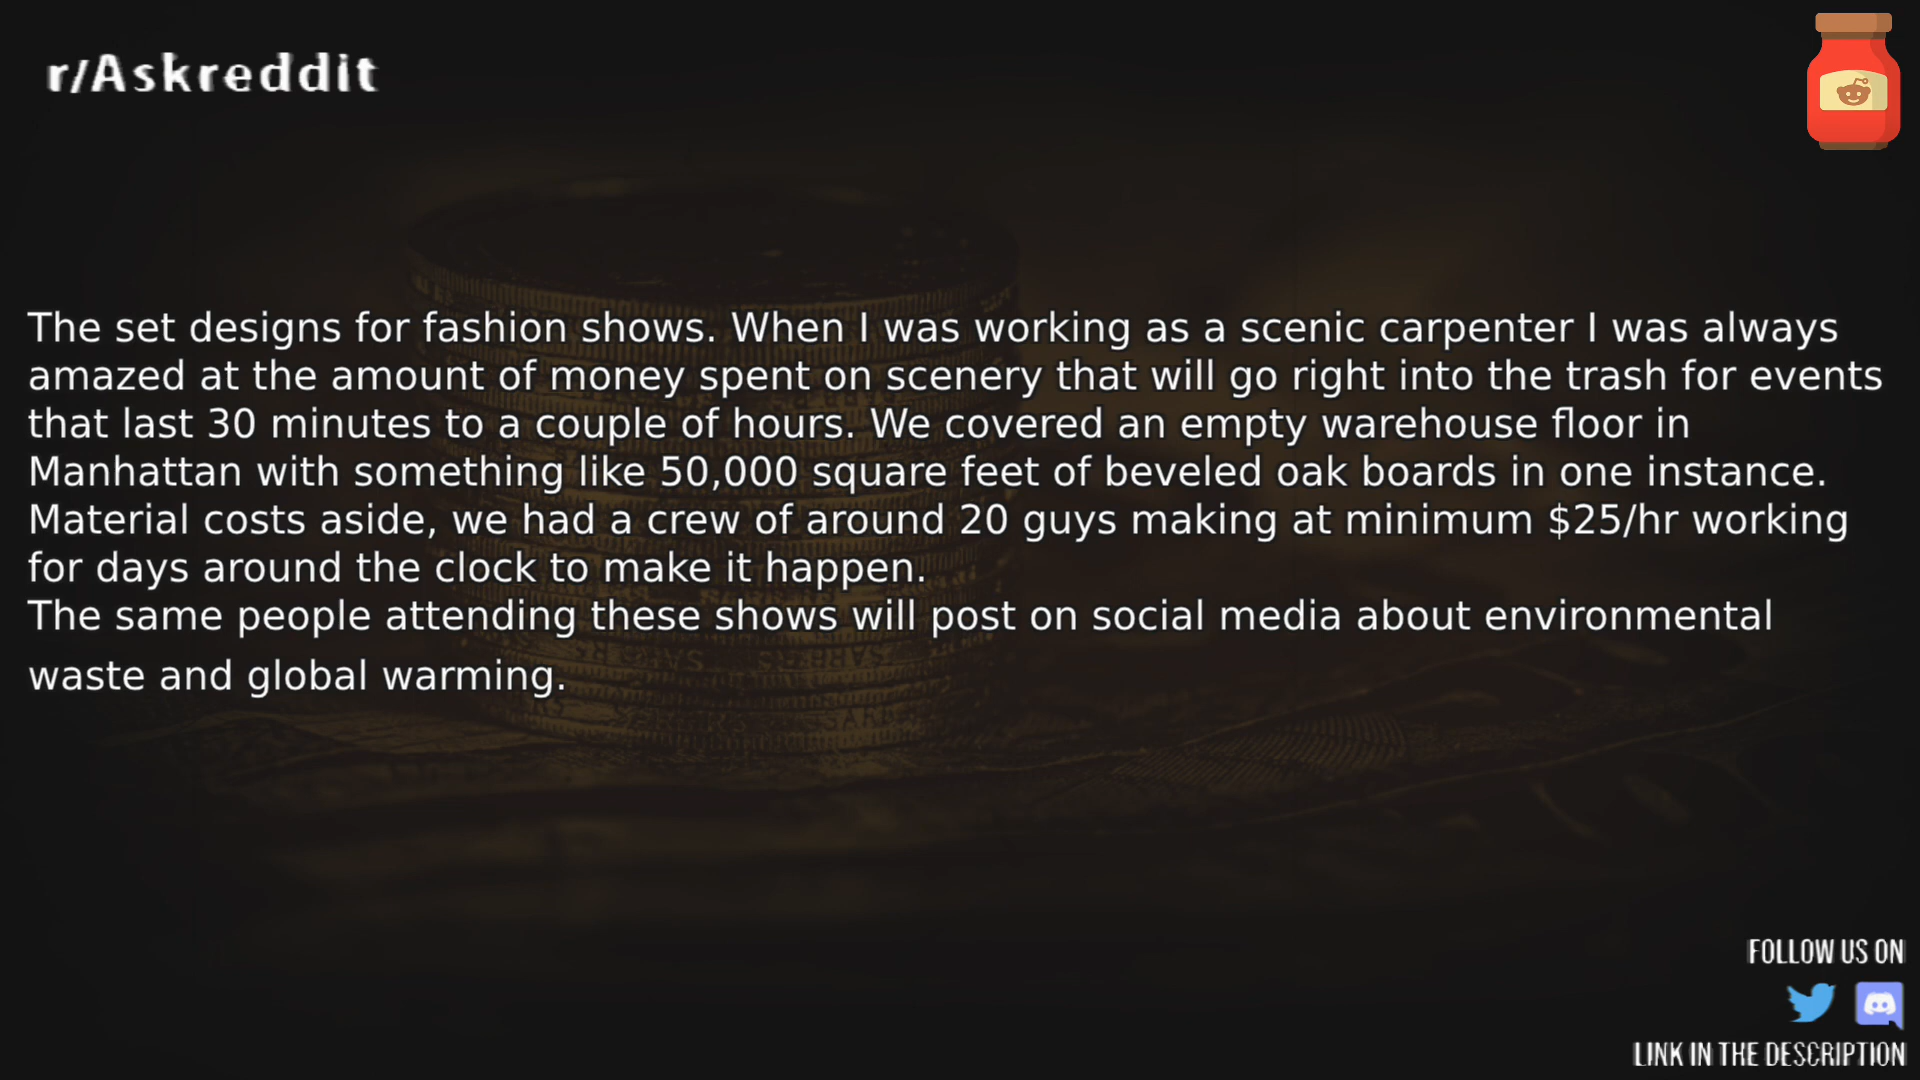 r/Askreddit
The set designs for fashion shows. When I was working as a scenic carpenter I was always
amazed at the amount of money spent on scenery that will go right into the trash for events
that last 30 minutes to a couple of hours. We covered an empty warehouse floor in
Manhattan with something like 50,000 square feet of beveled oak boards in one instance.
Material costs aside, we had a crew of around 20 guys making at minimum $25/hr working
for days around the clock to make it happen.
The same people attending these shows will post on social media about environmental
waste and global warming.
FOLLOW US ON
LINK IN THE DESCRIPTION